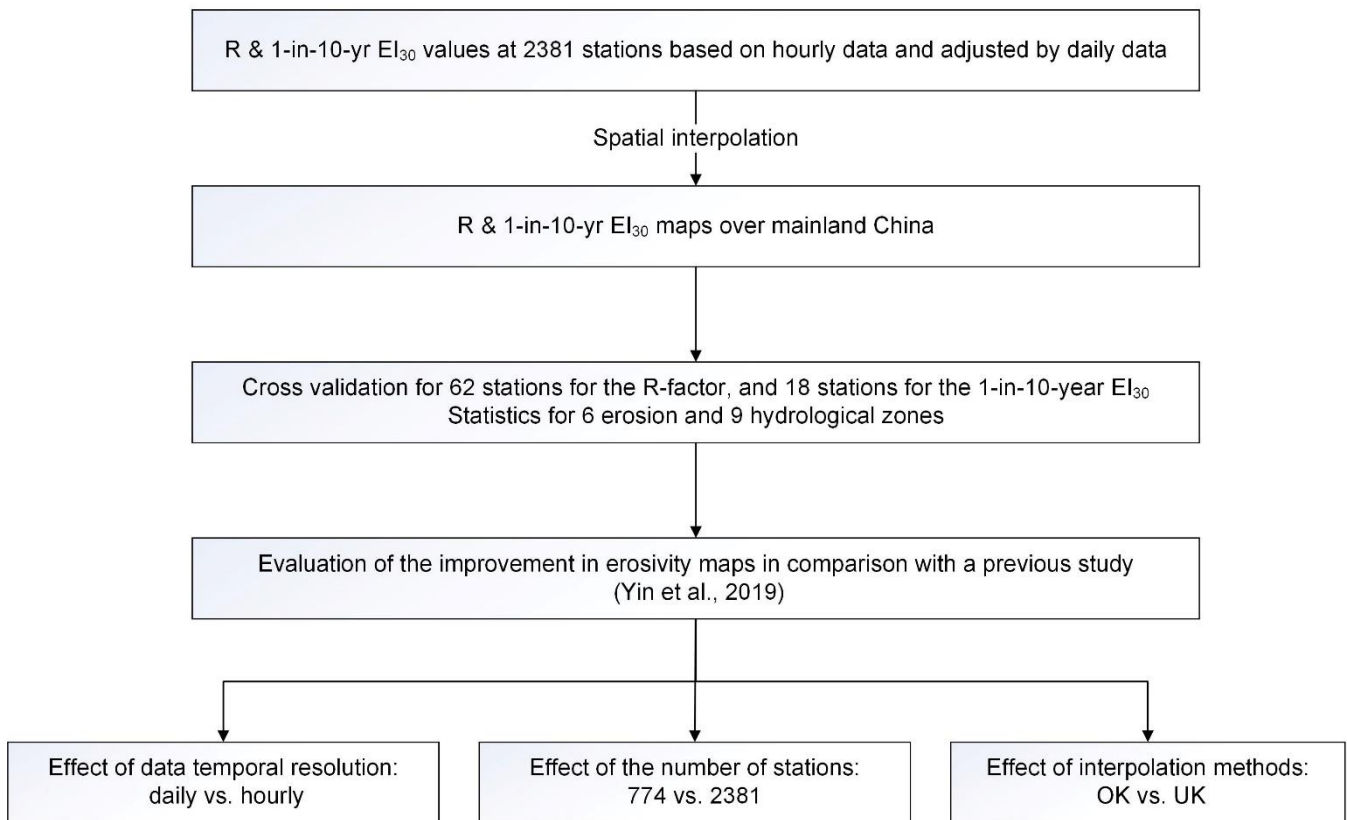 R & 1-in-10-yr EI₃₀ values at 2381 stations based on hourly data and adjusted by daily data
Spatial interpolation
R & 1-in-10-yr EI₃₀ maps over mainland China
Cross validation for 62 stations for the R-factor, and 18 stations for the 1-in-10-year EI₃₀
Statistics for 6 erosion and 9 hydrological zones
Evaluation of the improvement in erosivity maps in comparison with a previous study
(Yin et al., 2019)
Effect of data temporal resolution:
daily vs. hourly
Effect of the number of stations:
774 vs. 2381
Effect of interpolation methods:
OK vs. UK